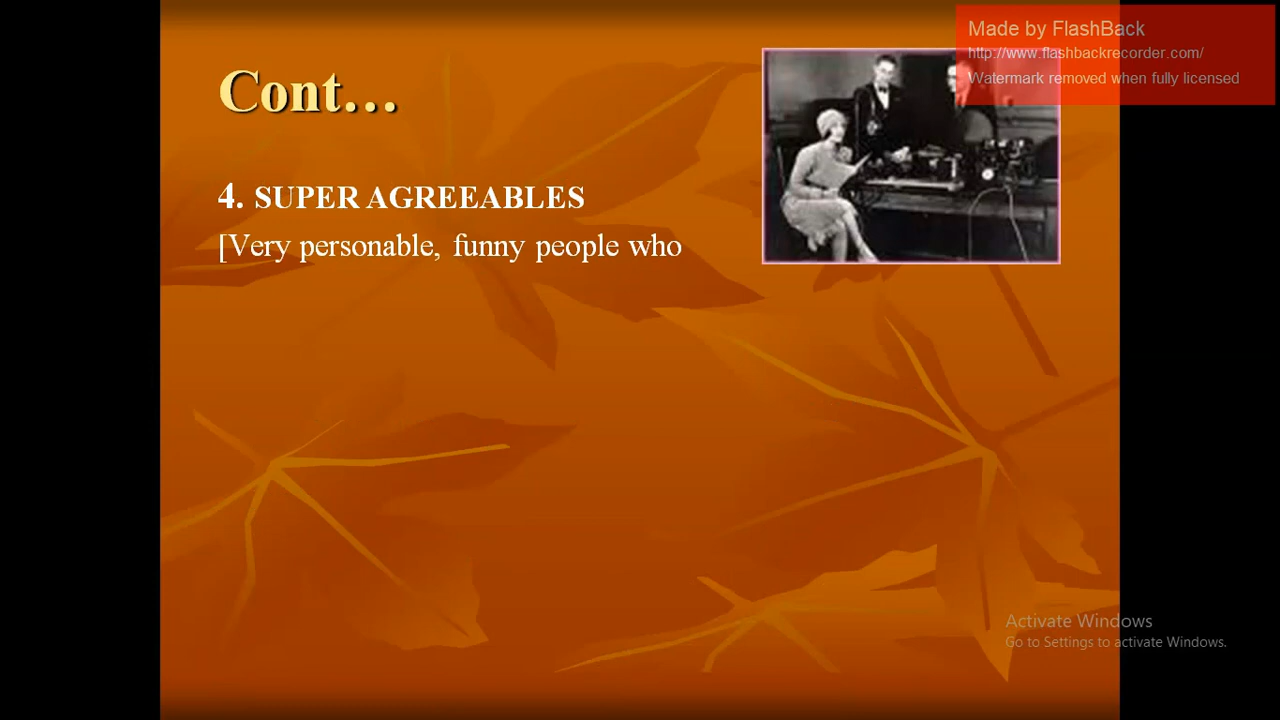 Made by FlashBack
http://www.flashbackrecorder.com/
Watermark removed when fully licensed
Cont…
4. SUPER AGREEABLES
[Very personable, funny people who
Activate Windows
Go to Settings to activate Windows.